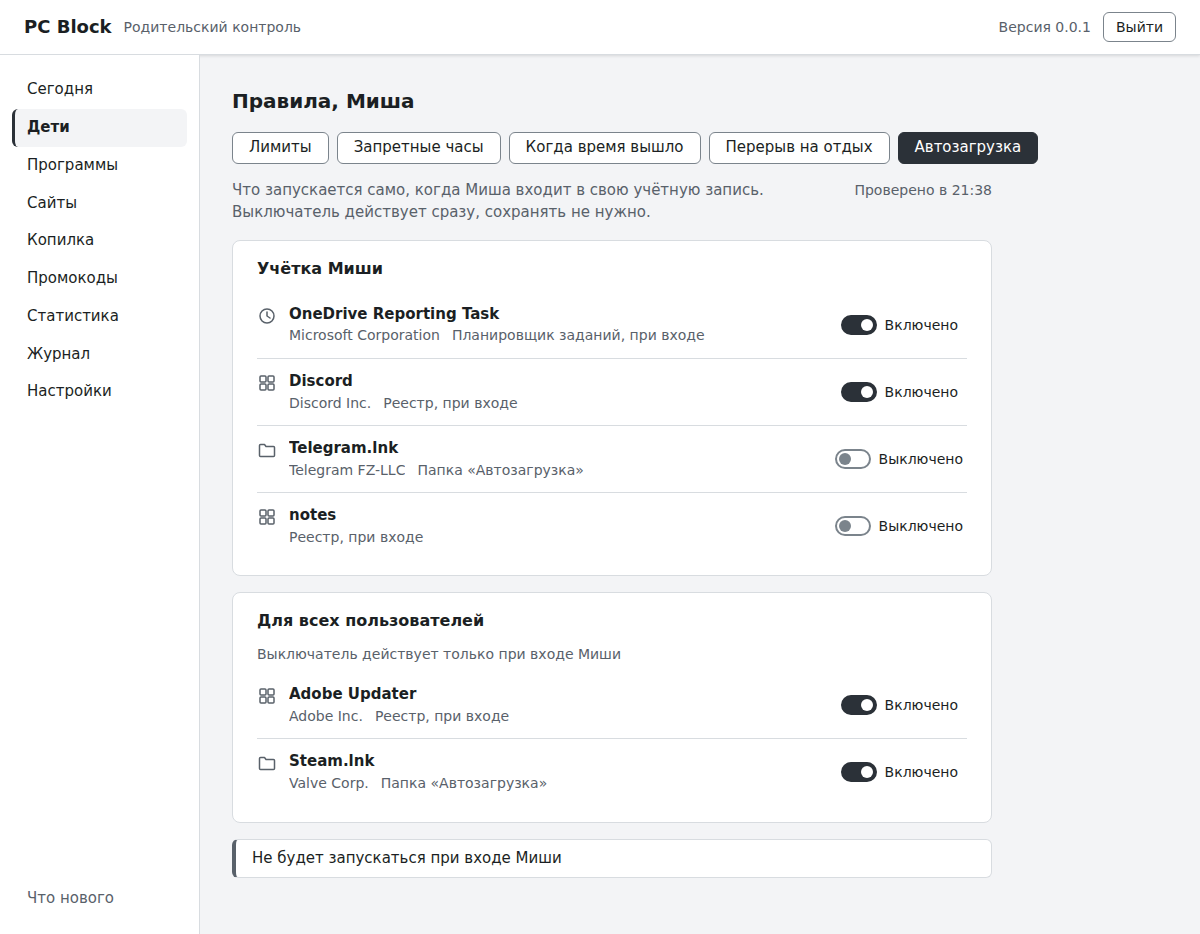 PC Block Родительский контроль Версия 0.0.1 Выйти
Сегодня
Дети
Программы
Сайты
Копилка
Промокоды
Статистика
Журнал
Настройки
Что нового
Правила, Миша
Лимиты Запретные часы Когда время вышло Перерыв на отдых Автозагрузка
Что запускается само, когда Миша входит в свою учётную запись. Проверено в 21:38
Выключатель действует сразу, сохранять не нужно.
Учётка Миши
OneDrive Reporting Task
Microsoft Corporation Планировщик заданий, при входе Включено
Discord
Discord Inc. Реестр, при входе Включено
Telegram.lnk
Telegram FZ-LLC Папка «Автозагрузка» Выключено
notes
Реестр, при входе Выключено
Для всех пользователей
Выключатель действует только при входе Миши
Adobe Updater
Adobe Inc. Реестр, при входе Включено
Steam.lnk
Valve Corp. Папка «Автозагрузка» Включено
Не будет запускаться при входе Миши